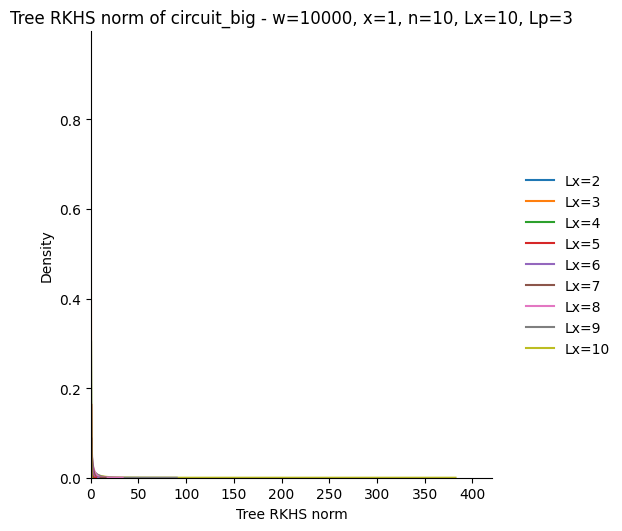 Tree RKHS norm of circuit_big - w=10000, x=1, n=10, Lx=10, Lp=3
0.8
0.6
0.4
0.2
0.0
Density
0 50 100 150 200 250 300 350 400
Tree RKHS norm
Lx=2
Lx=3
Lx=4
Lx=5
Lx=6
Lx=7
Lx=8
Lx=9
Lx=10